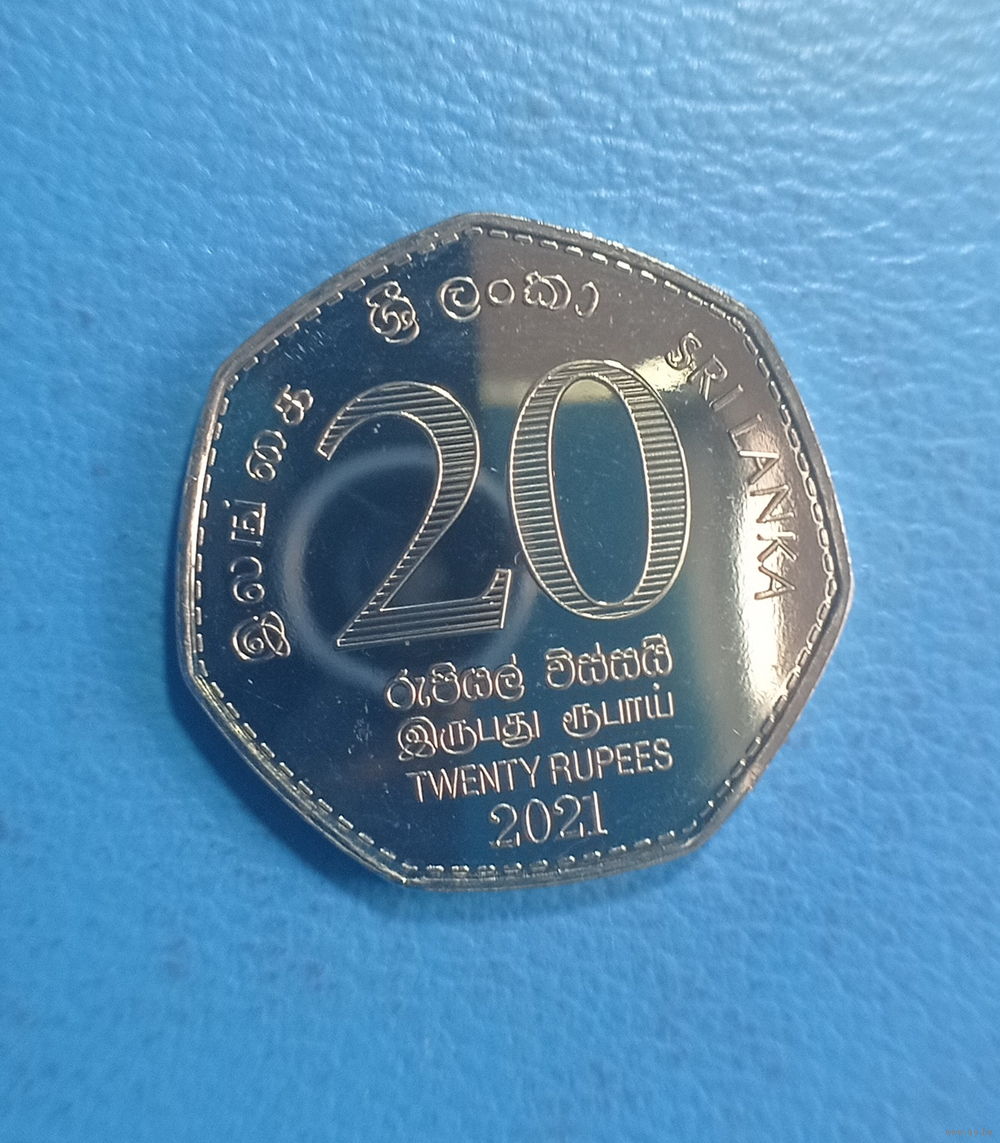 ශ්‍රී ලංකා
இலங்கை
SRI LANKA
20
රුපියල් විස්සයි
இருபது ரூபாய்
TWENTY RUPEES
2021